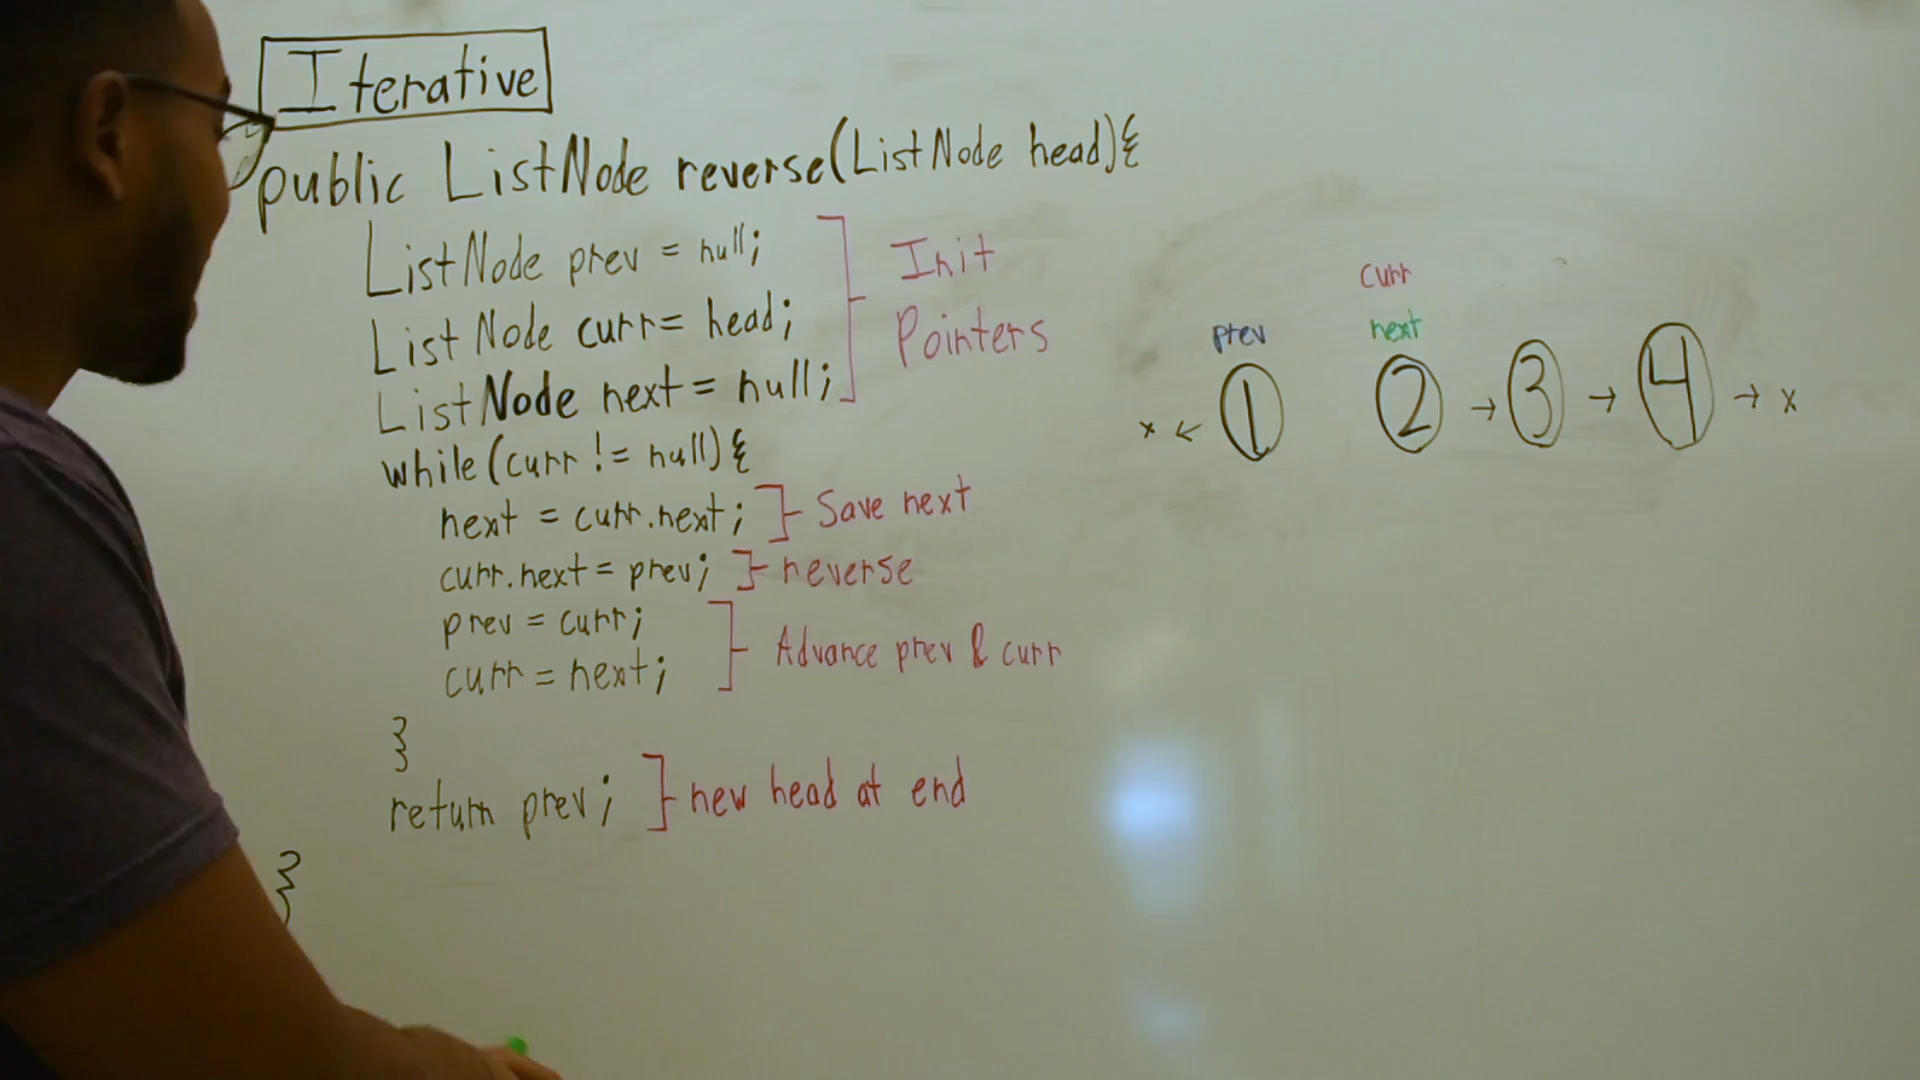 Iterative
public ListNode reverse(ListNode head){
ListNode prev = null;
ListNode curr= head;
ListNode next = null;
Init
Pointers
while(curr != null){
next = curr.next; Save next
curr.next = prev; reverse
prev = curr;
curr = next;
Advance prev & curr
}
return prev; new head at end
}
curr
prev next
x ← 1 2 → 3 → 4 → x